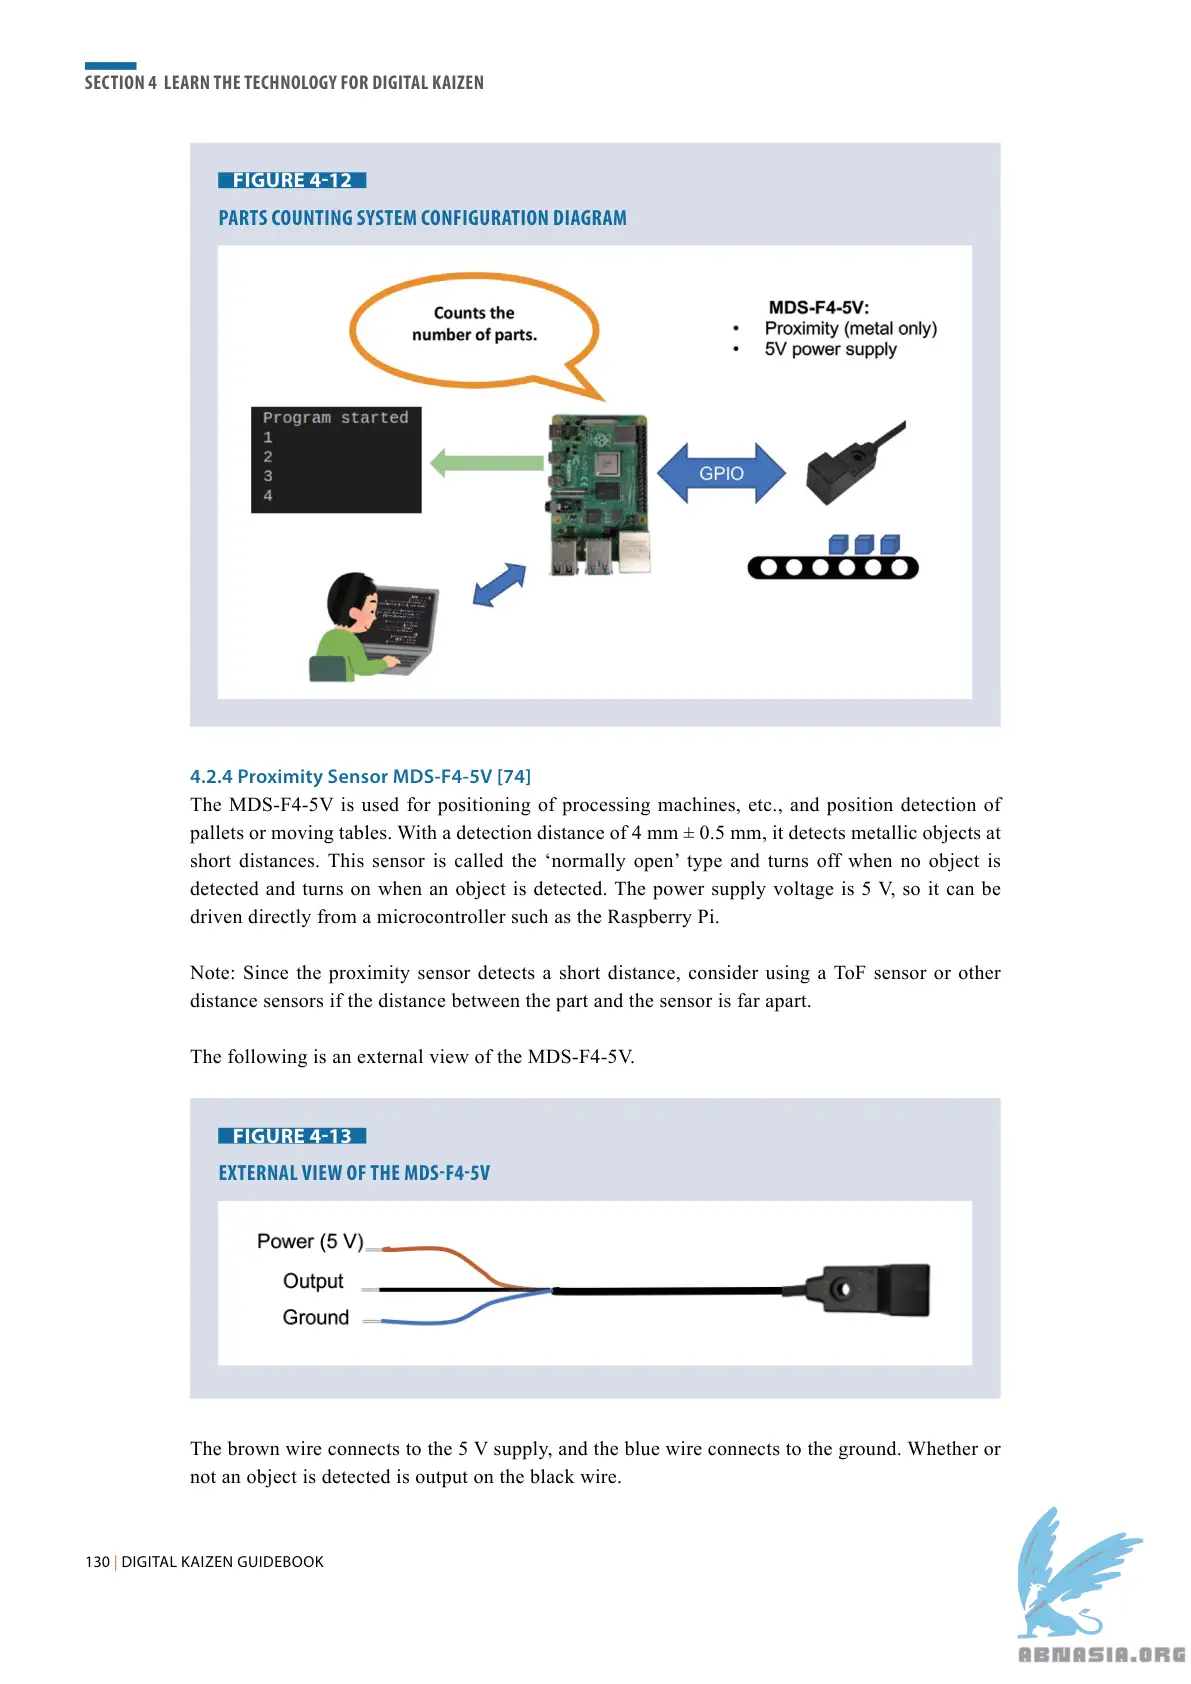 SECTION 4 LEARN THE TECHNOLOGY FOR DIGITAL KAIZEN
FIGURE 4-12
PARTS COUNTING SYSTEM CONFIGURATION DIAGRAM
Counts the
number of parts.
MDS-F4-5V:
• Proximity (metal only)
• 5V power supply
Program started
1
2
3
4
GPIO
4.2.4 Proximity Sensor MDS-F4-5V [74]
The MDS-F4-5V is used for positioning of processing machines, etc., and position detection of
pallets or moving tables. With a detection distance of 4 mm ± 0.5 mm, it detects metallic objects at
short distances. This sensor is called the ‘normally open’ type and turns off when no object is
detected and turns on when an object is detected. The power supply voltage is 5 V, so it can be
driven directly from a microcontroller such as the Raspberry Pi.
Note: Since the proximity sensor detects a short distance, consider using a ToF sensor or other
distance sensors if the distance between the part and the sensor is far apart.
The following is an external view of the MDS-F4-5V.
FIGURE 4-13
EXTERNAL VIEW OF THE MDS-F4-5V
Power (5 V)
Output
Ground
The brown wire connects to the 5 V supply, and the blue wire connects to the ground. Whether or
not an object is detected is output on the black wire.
130 | DIGITAL KAIZEN GUIDEBOOK
ABNASIA.ORG